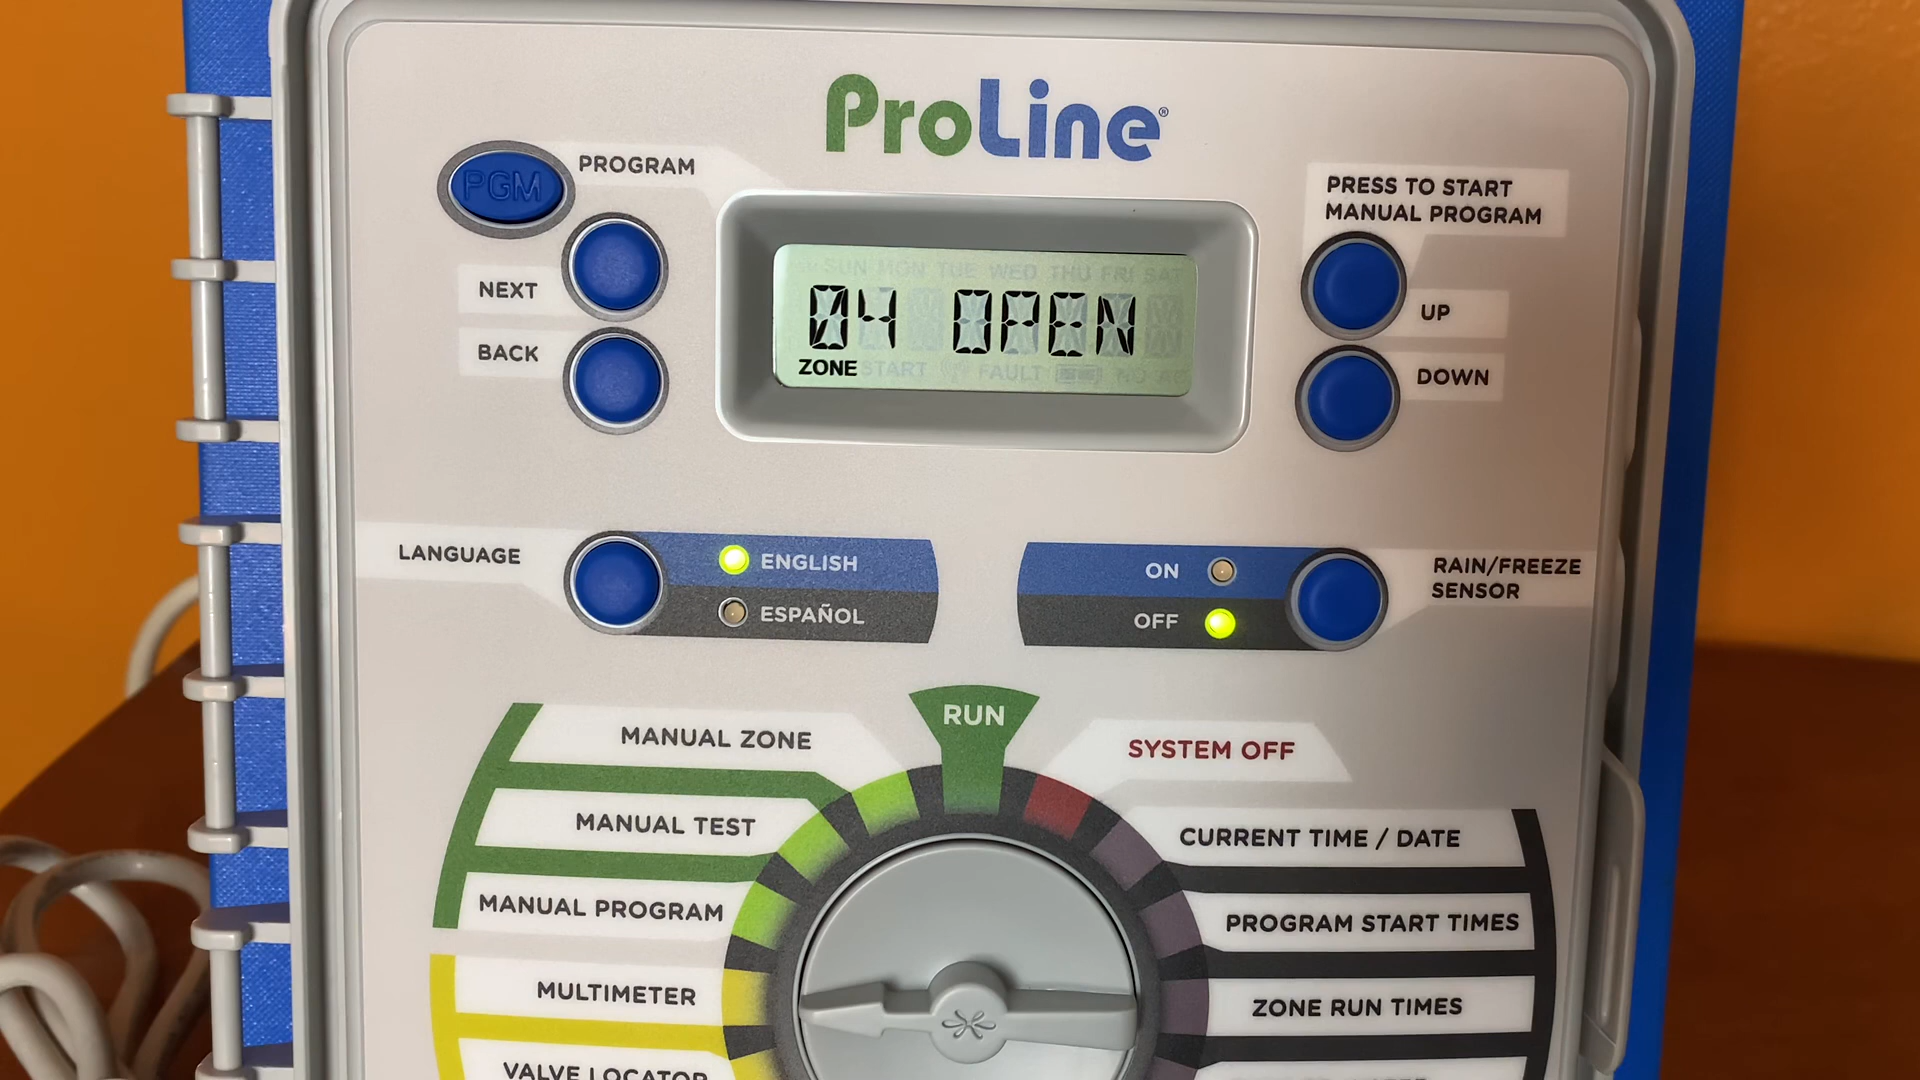 ProLine®
PGM
PROGRAM
NEXT
BACK
PRESS TO START
MANUAL PROGRAM
UP
DOWN
SUN MON TUE WED THU FRI SAT
04 OPEN
ZONE START FAULT NO AC
LANGUAGE
ENGLISH
ESPAÑOL
ON
OFF
RAIN/FREEZE
SENSOR
RUN
MANUAL ZONE
SYSTEM OFF
MANUAL TEST
CURRENT TIME / DATE
MANUAL PROGRAM
PROGRAM START TIMES
MULTIMETER
ZONE RUN TIMES
VALVE LOCATOR